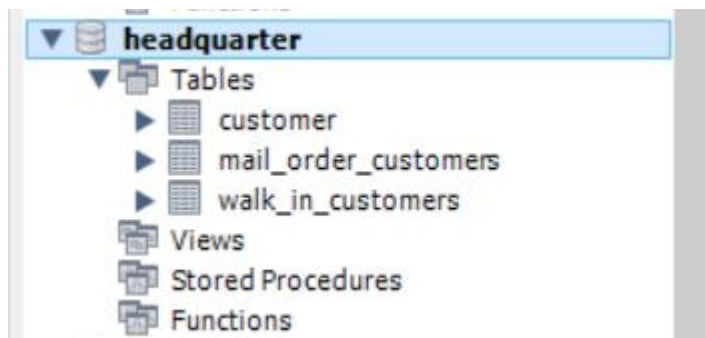 headquarter
Tables
customer
mail_order_customers
walk_in_customers
Views
Stored Procedures
Functions